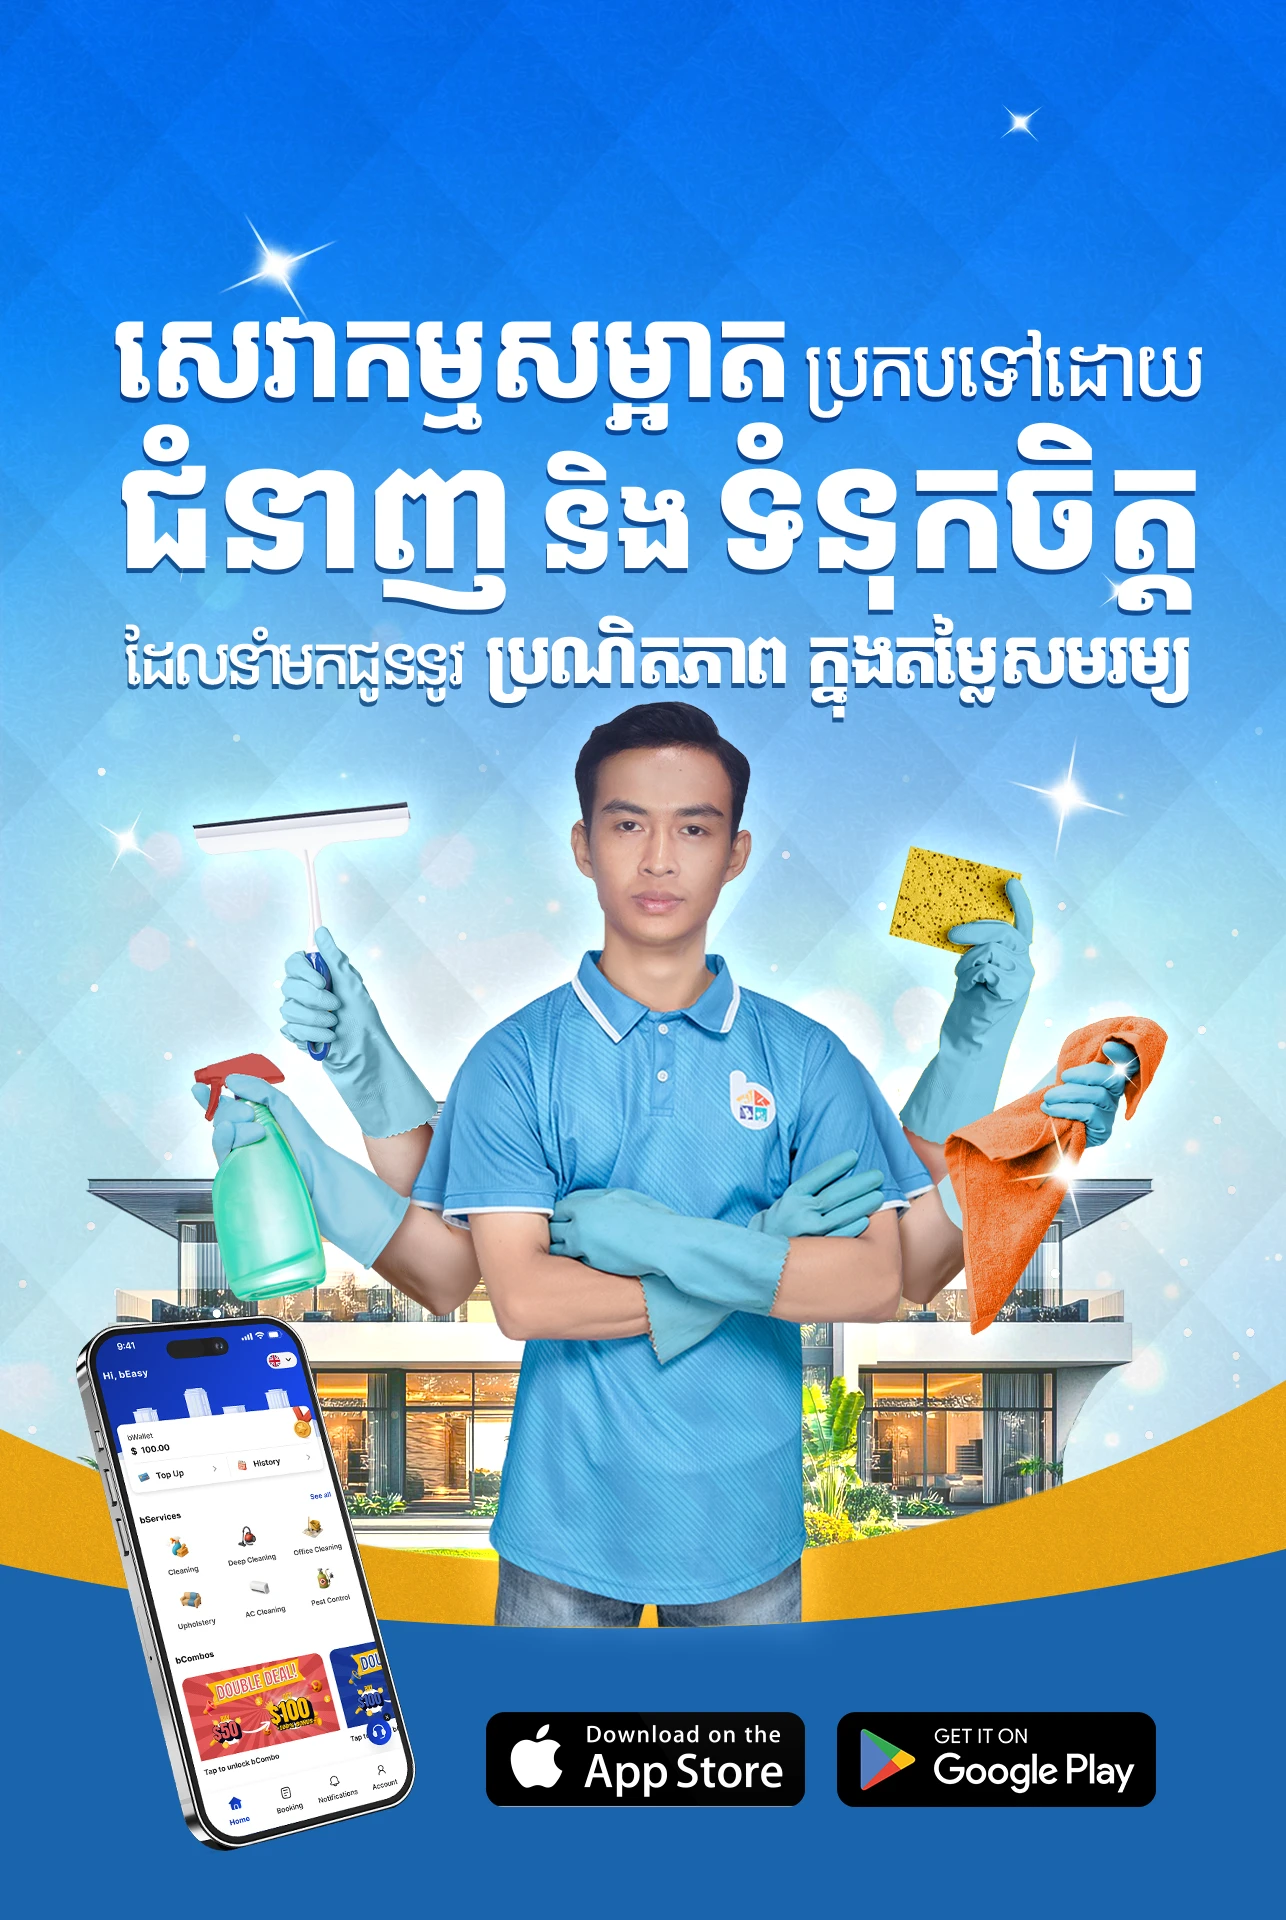 សេវាកម្មសម្អាត ប្រកបទៅដោយ
ជំនាញ និង ទំនុកចិត្ត
ដែលនាំមកជូននូវ ប្រណិតភាព ក្នុងតម្លៃសមរម្យ
9:41
Hi, bEasy
bWallet
$ 100.00
Top Up
History
See all
bServices
Cleaning
Deep Cleaning
Office Cleaning
Upholstery
AC Cleaning
Pest Control
bCombos
DOUBLE DEAL!
$50
$100
Tap to unlock bCombo
Home
Booking
Notifications
Account
Download on the
App Store
GET IT ON
Google Play